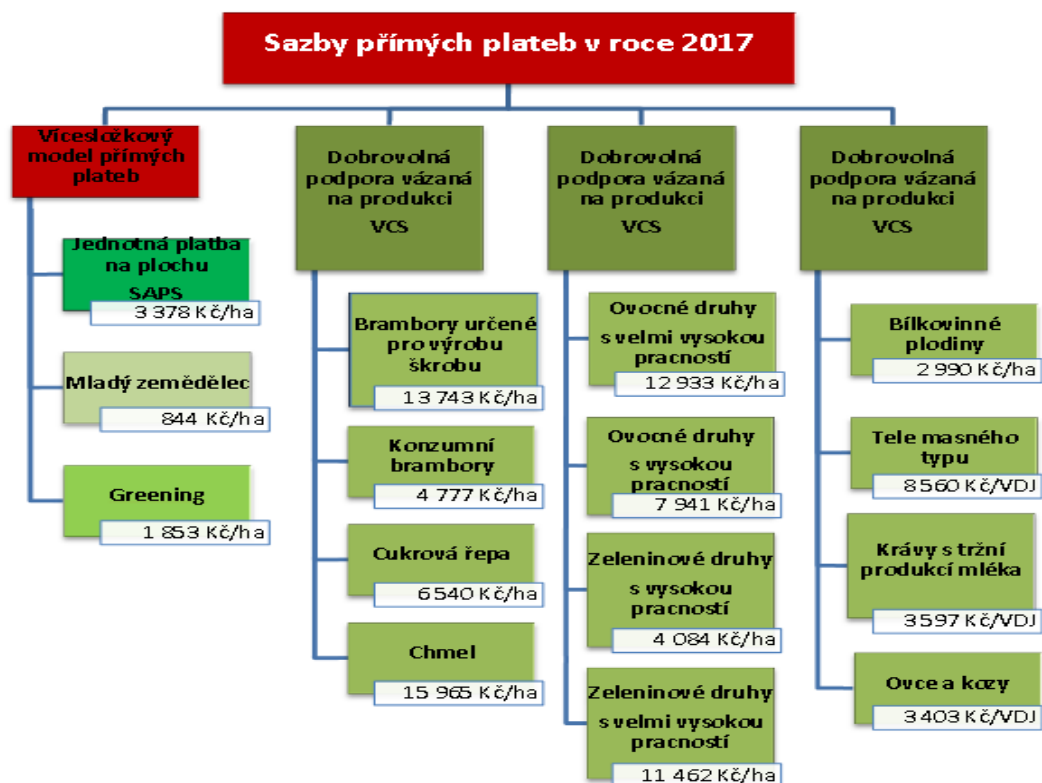 Sazby přímých plateb v roce 2017
Vícesložkový
model přímých
plateb
Jednotná platba
na plochu
SAPS
3 378 Kč/ha
Mladý zemědělec
844 Kč/ha
Greening
1 853 Kč/ha
Dobrovolná
podpora vázaná
na produkci
VCS
Brambory určené
pro výrobu
škrobu
13 743 Kč/ha
Konzumní
brambory
4 777 Kč/ha
Cukrová řepa
6 540 Kč/ha
Chmel
15 965 Kč/ha
Dobrovolná
podpora vázaná
na produkci
VCS
Ovocné druhy
s velmi vysokou
pracností
12 933 Kč/ha
Ovocné druhy
s vysokou
pracností
7 941 Kč/ha
Zeleninové druhy
s vysokou
pracností
4 084 Kč/ha
Zeleninové druhy
s velmi vysokou
pracností
11 462 Kč/ha
Dobrovolná
podpora vázaná
na produkci
VCS
Bílkovinné
plodiny
2 990 Kč/ha
Tele masného
typu
8 560 Kč/VDJ
Krávy s tržní
produkcí mléka
3 597 Kč/VDJ
Ovce a kozy
3 403 Kč/VDJ